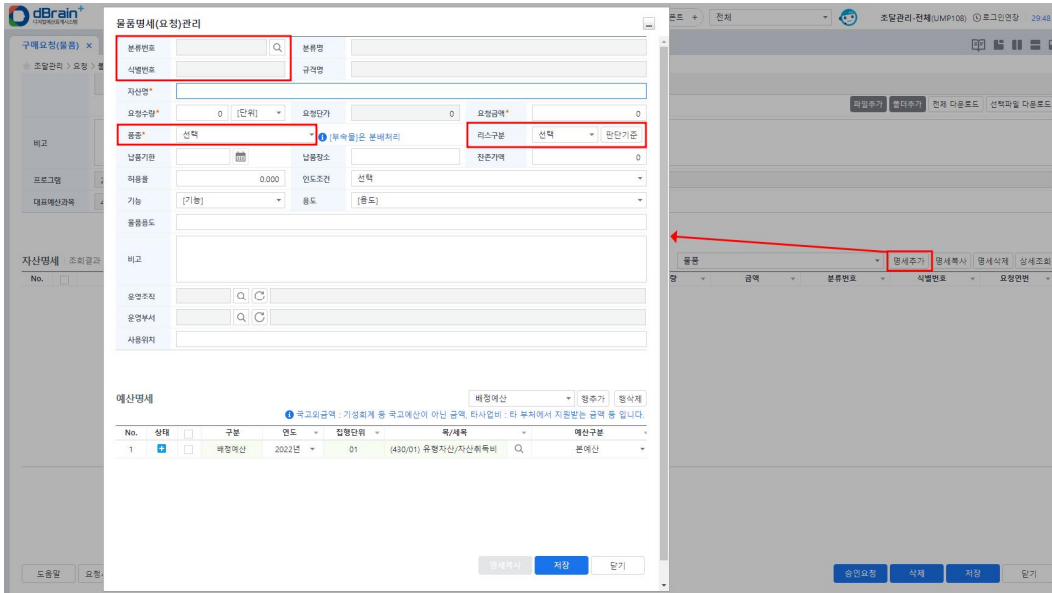 dBrain+
디지털예산회계시스템
폰트 + 전체 조달관리-전체(UMP108) 로그인연장 29:48
구매요청(물품) ×
조달관리 > 요청 >
물품명세(요청)관리
분류번호 분류명
식별번호 규격명
자산명*
요청수량* 0 [단위] 요청단가 0 요청금액* 0
품종* 선택 [부속물]은 분배처리 리스구분 선택 판단기준
납품기한 납품장소 잔존가액 0
허용율 0.000 인도조건 선택
기능 [기능] 용도 [용도]
물품용도
비고
운영조직
운영부서
사용위치
예산명세 배정예산 행추가 행삭제
국고외금액 : 기성회계 등 국고예산이 아닌 금액, 타사업비 : 타 부처에서 지원받는 금액 등 입니다.
No. 상태 구분 연도 집행단위 목/세목 예산구분
1 배정예산 2022년 01 (430/01) 유형자산/자산취득비 본예산
명세복사 저장 닫기
비고
프로그램
대표예산과목
자산명세 조회결과
No.
도움말
파일추가 폴더추가 전체 다운로드 선택파일 다운로드
물품 명세추가 명세복사 명세삭제 상세조회
금액 분류번호 식별번호 요청연번
승인요청 삭제 저장 닫기